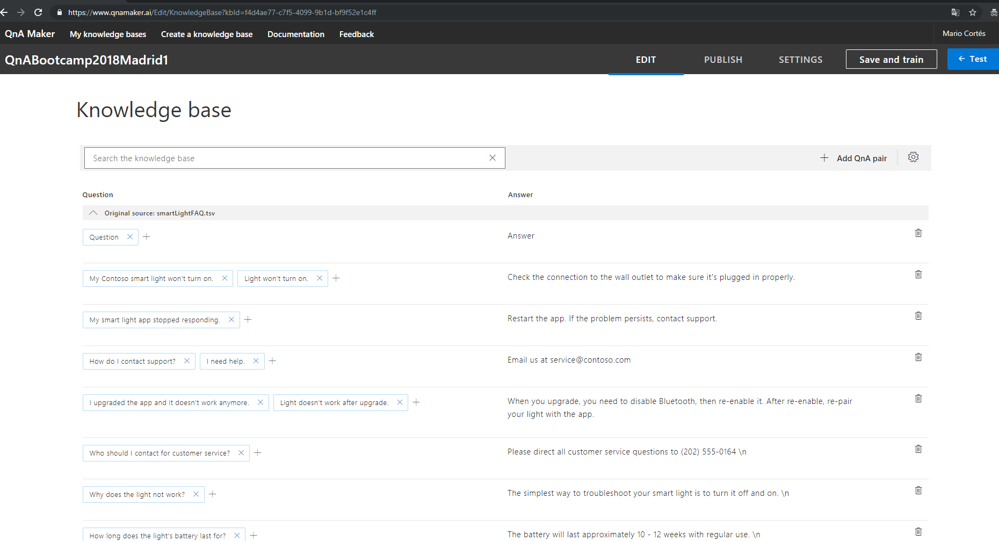 https://www.qnamaker.ai/Edit/KnowledgeBase?kbId=f4d4ae77-c7f5-4099-9b1d-bf9f52e1c4ff
QnA Maker My knowledge bases Create a knowledge base Documentation Feedback Mario Cortés
QnABootcamp2018Madrid1 EDIT PUBLISH SETTINGS Save and train Test
Knowledge base
Search the knowledge base Add QnA pair
Question Answer
Original source: smartLightFAQ.tsv
Question Answer
My Contoso smart light won't turn on. Light won't turn on. Check the connection to the wall outlet to make sure it's plugged in properly.
My smart light app stopped responding. Restart the app. If the problem persists, contact support.
How do I contact support? I need help. Email us at service@contoso.com
I upgraded the app and it doesn't work anymore. Light doesn't work after upgrade. When you upgrade, you need to disable Bluetooth, then re-enable it. After re-enable, re-pair
your light with the app.
Who should I contact for customer service? Please direct all customer service questions to (202) 555-0164 \n
Why does the light not work? The simplest way to troubleshoot your smart light is to turn it off and on. \n
How long does the light's battery last for? The battery will last approximately 10 - 12 weeks with regular use. \n